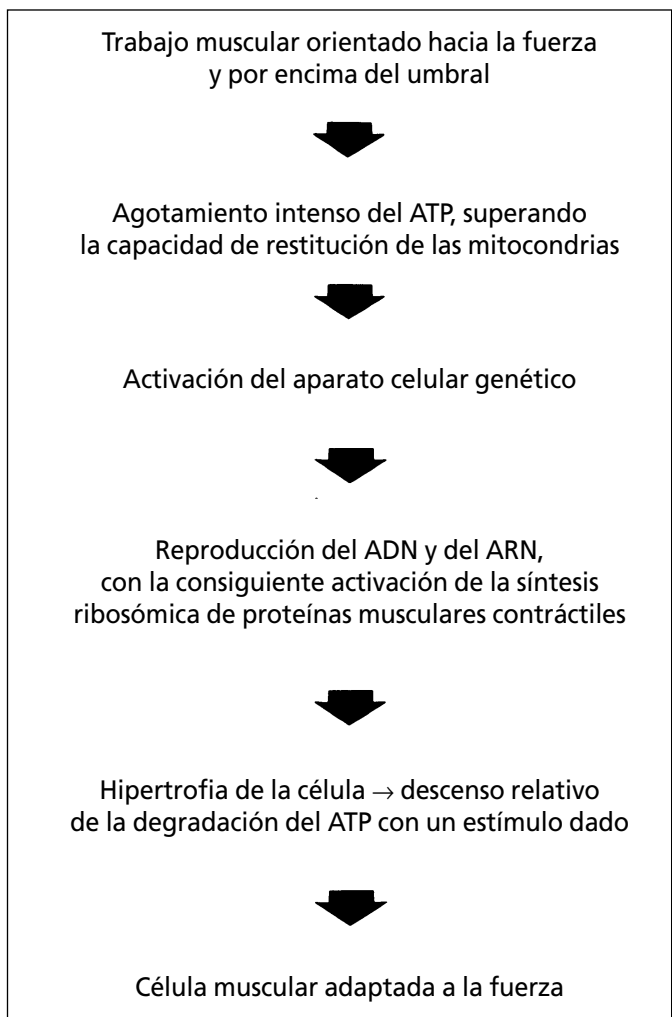 Trabajo muscular orientado hacia la fuerza
y por encima del umbral
Agotamiento intenso del ATP, superando
la capacidad de restitución de las mitocondrias
Activación del aparato celular genético
Reproducción del ADN y del ARN,
con la consiguiente activación de la síntesis
ribosómica de proteínas musculares contráctiles
Hipertrofia de la célula → descenso relativo
de la degradación del ATP con un estímulo dado
Célula muscular adaptada a la fuerza